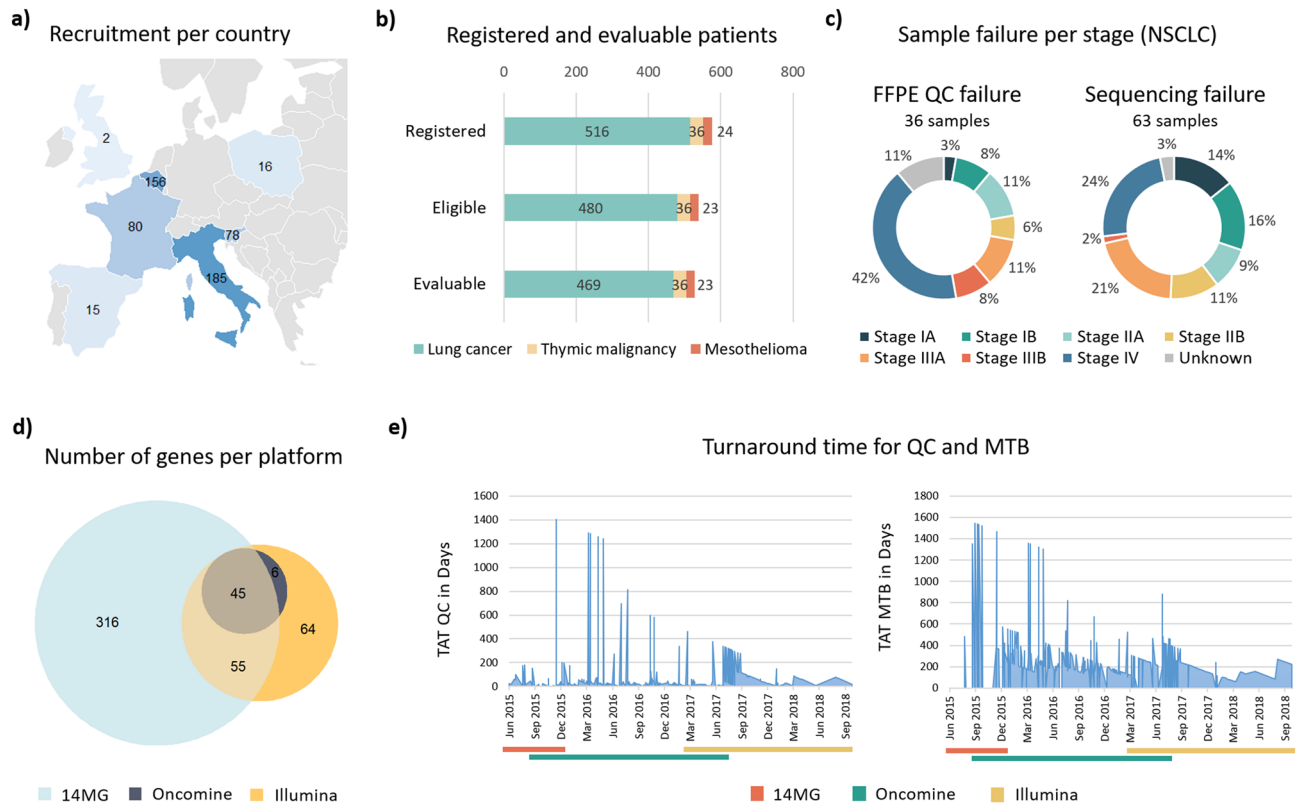 a)
Recruitment per country
2
16
156
80
78
185
15
b)
Registered and evaluable patients
0 200 400 600 800
Registered 516 36 24
Eligible 480 36 23
Evaluable 469 36 23
Lung cancer Thymic malignancy Mesothelioma
c)
Sample failure per stage (NSCLC)
FFPE QC failure
36 samples
3%
8%
11%
6%
11%
8%
42%
11%
Sequencing failure
63 samples
14%
16%
9%
11%
21%
2%
24%
3%
Stage IA Stage IB Stage IIA Stage IIB
Stage IIIA Stage IIIB Stage IV Unknown
d)
Number of genes per platform
316
45
6
55
64
14MG Oncomine Illumina
e)
Turnaround time for QC and MTB
TAT QC in Days
1600
1400
1200
1000
800
600
400
200
0
Jun 2015
Sep 2015
Dec 2015
Mar 2016
Jun 2016
Sep 2016
Dec 2016
Mar 2017
Jun 2017
Sep 2017
Dec 2017
Mar 2018
Jun 2018
Sep 2018
TAT MTB in Days
1800
1600
1400
1200
1000
800
600
400
200
0
Jun 2015
Sep 2015
Dec 2015
Mar 2016
Jun 2016
Sep 2016
Dec 2016
Mar 2017
Jun 2017
Sep 2017
Dec 2017
Mar 2018
Jun 2018
Sep 2018
14MG Oncomine Illumina